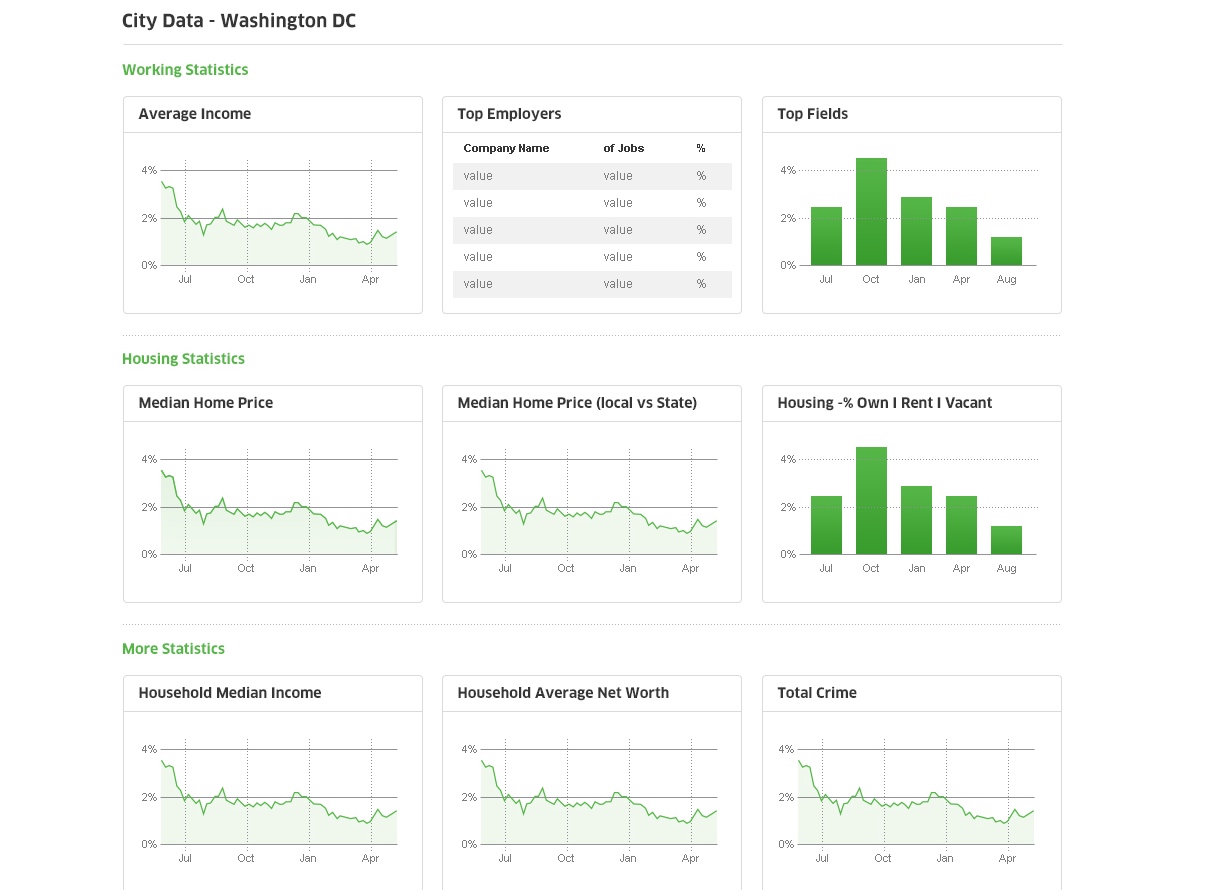 City Data - Washington DC
Working Statistics
Average Income
4%
2%
0%
Jul Oct Jan Apr
Top Employers
Company Name of Jobs %
value value %
value value %
value value %
value value %
value value %
Top Fields
4%
2%
0%
Jul Oct Jan Apr Aug
Housing Statistics
Median Home Price
4%
2%
0%
Jul Oct Jan Apr
Median Home Price (local vs State)
4%
2%
0%
Jul Oct Jan Apr
Housing -% Own I Rent I Vacant
4%
2%
0%
Jul Oct Jan Apr Aug
More Statistics
Household Median Income
4%
2%
0%
Jul Oct Jan Apr
Household Average Net Worth
4%
2%
0%
Jul Oct Jan Apr
Total Crime
4%
2%
0%
Jul Oct Jan Apr